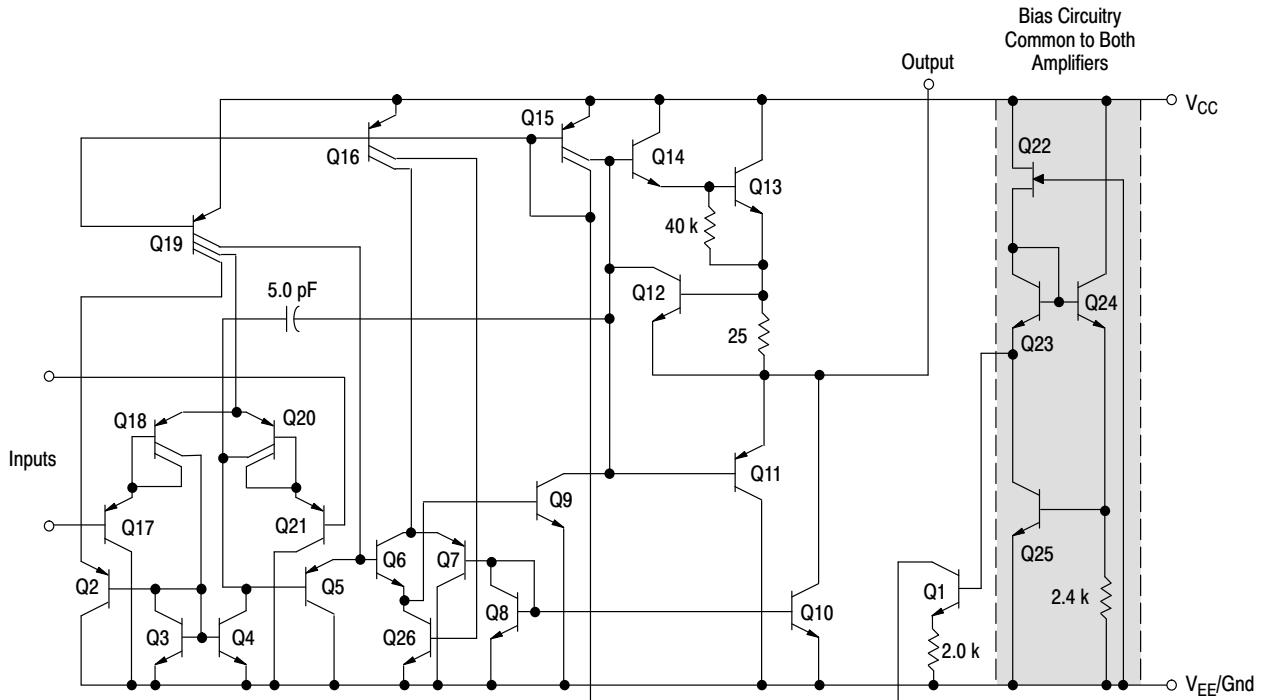 Bias Circuitry
Common to Both
Amplifiers
Output
VCC
Q15
Q22
Q16
Q14
Q13
40 k
Q19
Q12
5.0 pF
Q24
Q23
25
Q18
Q20
Inputs
Q11
Q9
Q17
Q21
Q25
Q6
Q7
Q2
Q5
Q1
2.4 k
Q8
Q10
Q3
Q4
Q26
2.0 k
VEE/Gnd